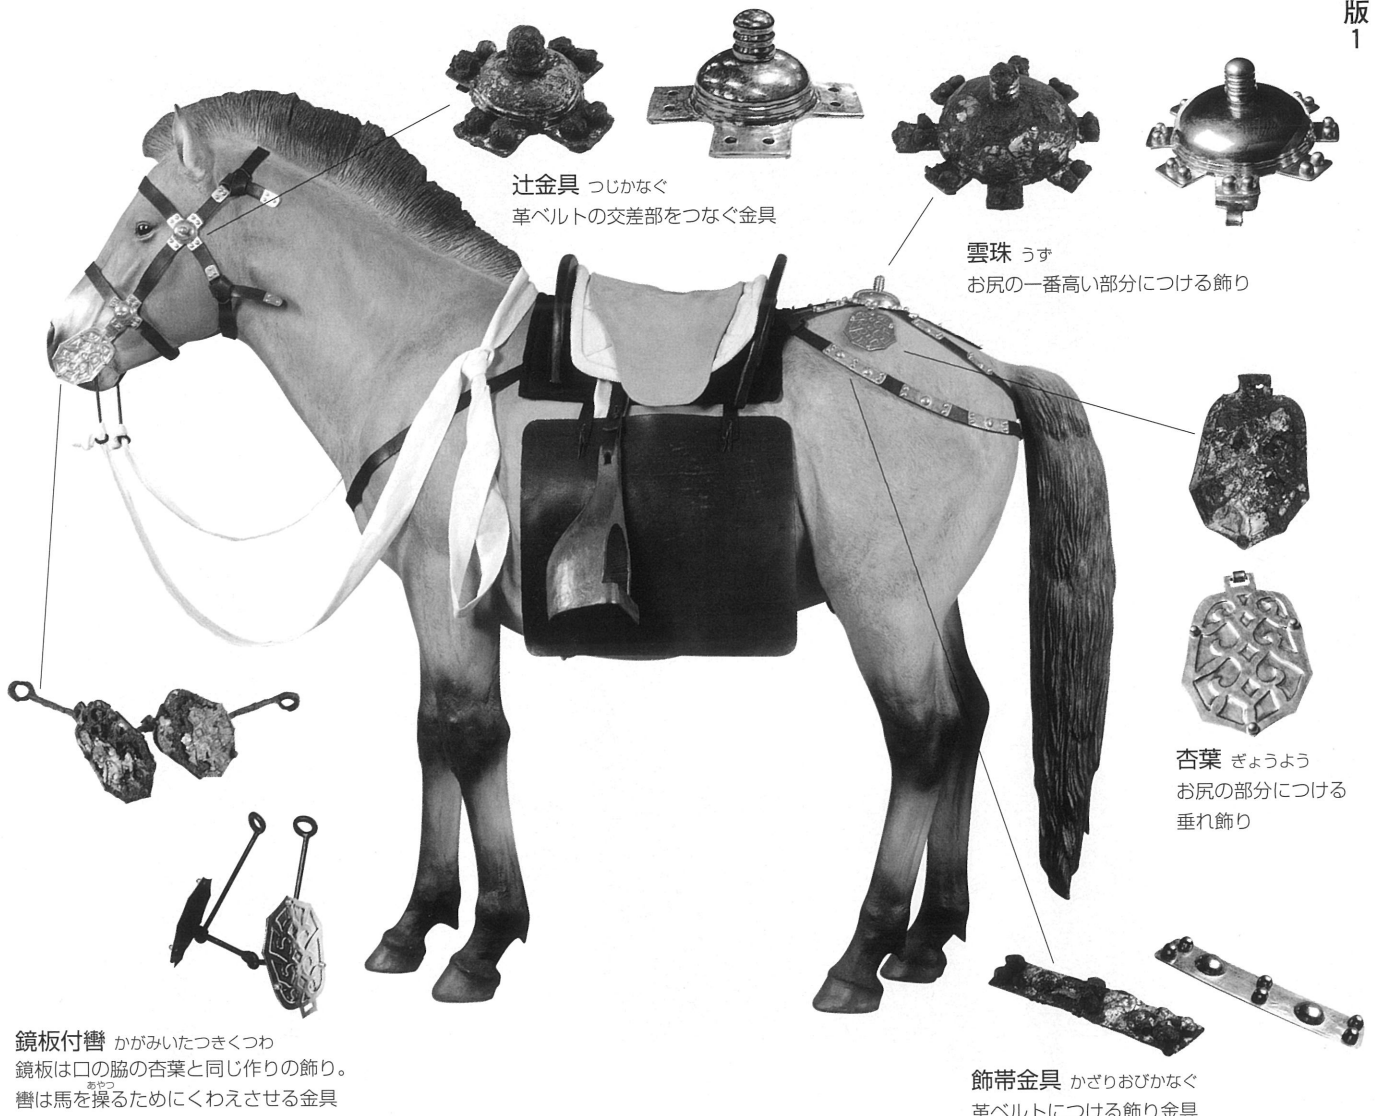 版1
辻金具 つじかなぐ
革ベルトの交差部をつなぐ金具
雲珠 うず
お尻の一番高い部分につける飾り
杏葉 ぎょうよう
お尻の部分につける
垂れ飾り
鏡板付轡 かがみいたつきくつわ
鏡板は口の脇の杏葉と同じ作りの飾り。
あやつ
轡は馬を操るためにくわえさせる金具
飾帯金具 かざりおびかなぐ
革ベルトにつける飾り金具